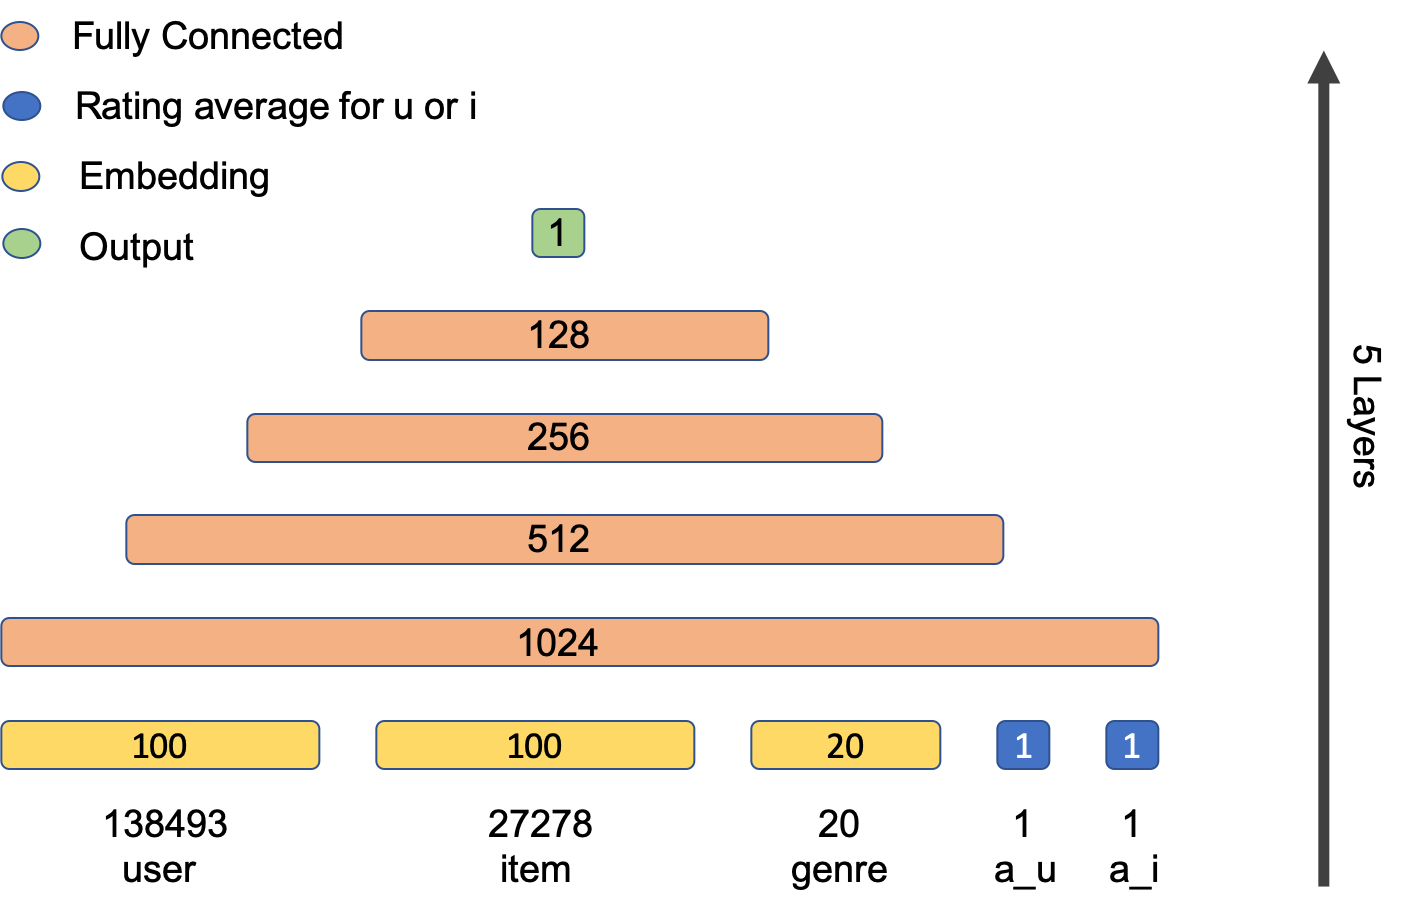 Fully Connected
Rating average for u or i
Embedding
Output
1
128
256
512
1024
100 100 20 1 1
138493 27278 20 1 1
user item genre a_u a_i
5 Layers